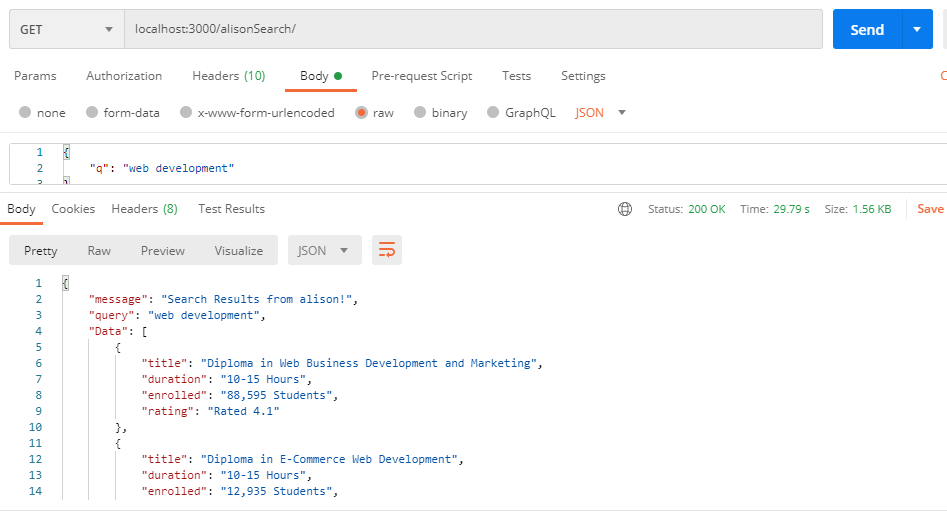 GET localhost:3000/alisonSearch/ Send
Params Authorization Headers (10) Body Pre-request Script Tests Settings
none form-data x-www-form-urlencoded raw binary GraphQL JSON
1 {
2 "q": "web development"
3 }
Body Cookies Headers (8) Test Results Status: 200 OK Time: 29.79 s Size: 1.56 KB Save
Pretty Raw Preview Visualize JSON
1 {
2 "message": "Search Results from alison!",
3 "query": "web development",
4 "Data": [
5 {
6 "title": "Diploma in Web Business Development and Marketing",
7 "duration": "10-15 Hours",
8 "enrolled": "88,595 Students",
9 "rating": "Rated 4.1"
10 },
11 {
12 "title": "Diploma in E-Commerce Web Development",
13 "duration": "10-15 Hours",
14 "enrolled": "12,935 Students",